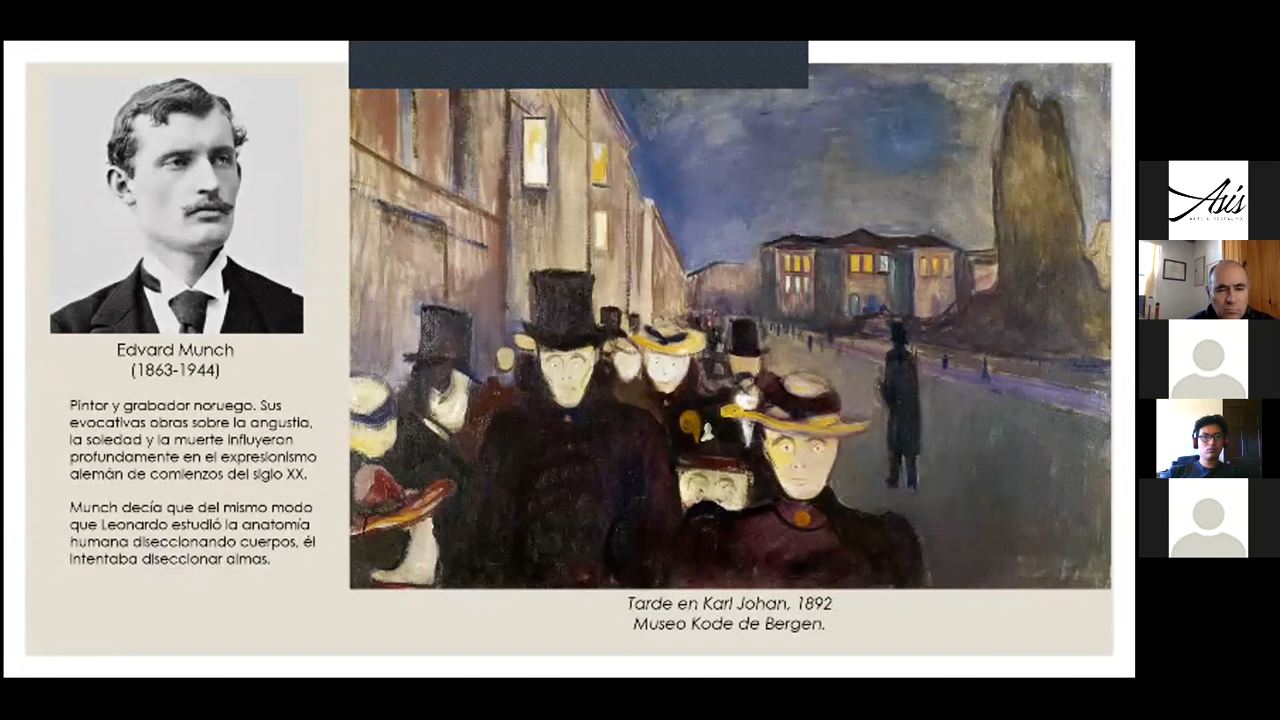 Edvard Munch
(1863-1944)
Pintor y grabador noruego. Sus
evocativas obras sobre la angustia,
la soledad y la muerte influyeron
profundamente en el expresionismo
alemán de comienzos del siglo XX.
Munch decía que del mismo modo
que Leonardo estudió la anatomía
humana diseccionando cuerpos, él
intentaba diseccionar almas.
Tarde en Karl Johan, 1892
Museo Kode de Bergen.